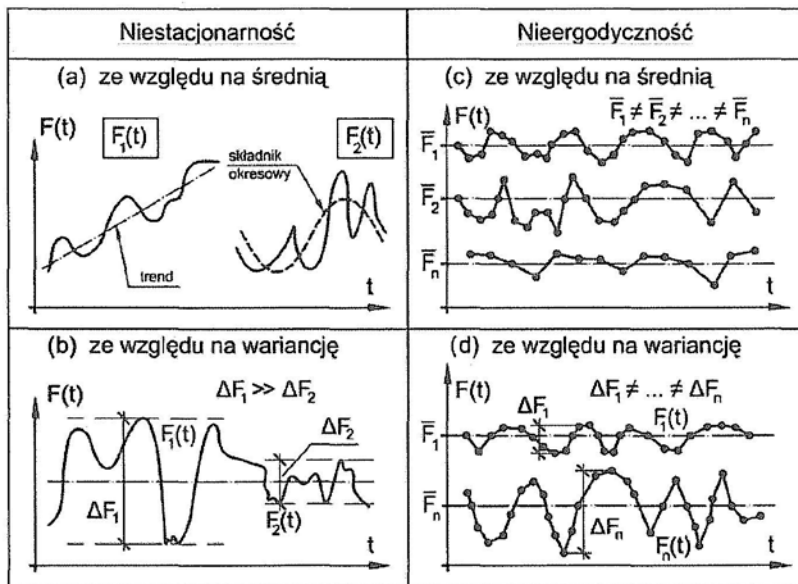 Niestacjonarność
Nieergodyczność
(a) ze względu na średnią
F(t)
F₁(t)
F₂(t)
składnik
okresowy
trend
t
(c) ze względu na średnią
F(t)
F̅₁ ≠ F̅₂ ≠ ... ≠ F̅ₙ
F̅₁
F̅₂
F̅ₙ
t
(b) ze względu na wariancję
F(t)
ΔF₁ >> ΔF₂
F₁(t)
ΔF₂
ΔF₁
F₂(t)
t
(d) ze względu na wariancję
F(t)
ΔF₁ ≠ ... ≠ ΔFₙ
ΔF₁
F₁(t)
F̅₁
F̅ₙ
ΔFₙ
Fₙ(t)
t